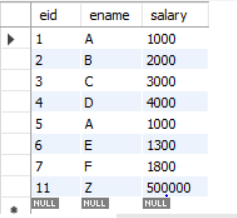 eid ename salary
1 A 1000
2 B 2000
3 C 3000
4 D 4000
5 A 1000
6 E 1300
7 F 1800
11 Z 500000
NULL NULL NULL